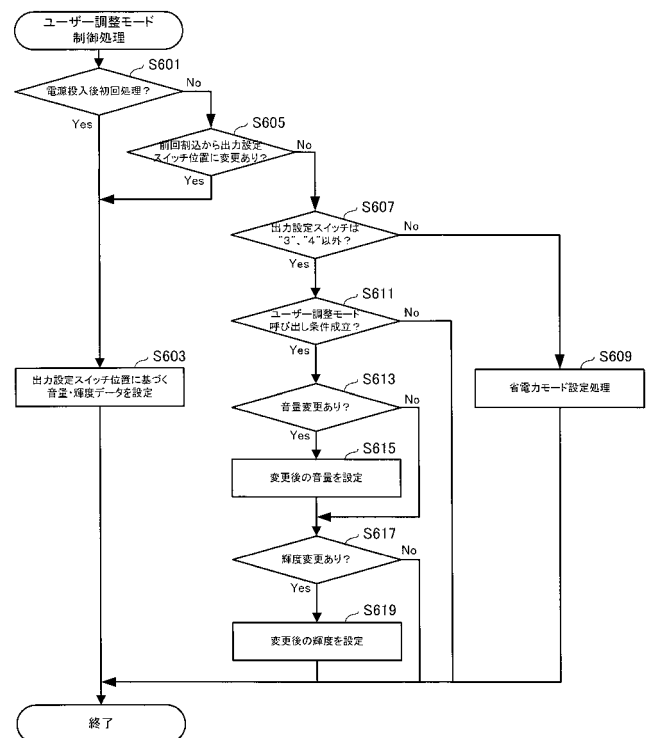 ユーザー調整モード
制御処理
S601
電源投入後初回処理？
No
Yes
S605
前回割込から出力設定
スイッチ位置に変更あり？
No
Yes
S607
出力設定スイッチは
"3"、"4"以外？
No
Yes
S611
ユーザー調整モード
呼び出し条件成立？
No
Yes
S603
出力設定スイッチ位置に基づく
音量・輝度データを設定
S609
省電力モード設定処理
S613
音量変更あり？
No
Yes
S615
変更後の音量を設定
S617
輝度変更あり？
No
Yes
S619
変更後の輝度を設定
終了